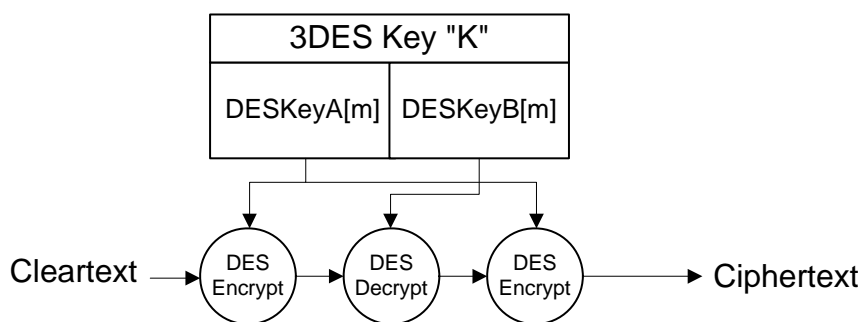 3DES Key "K"
DESKeyA[m] DESKeyB[m]
Cleartext
DES
Encrypt
DES
Decrypt
DES
Encrypt
Ciphertext